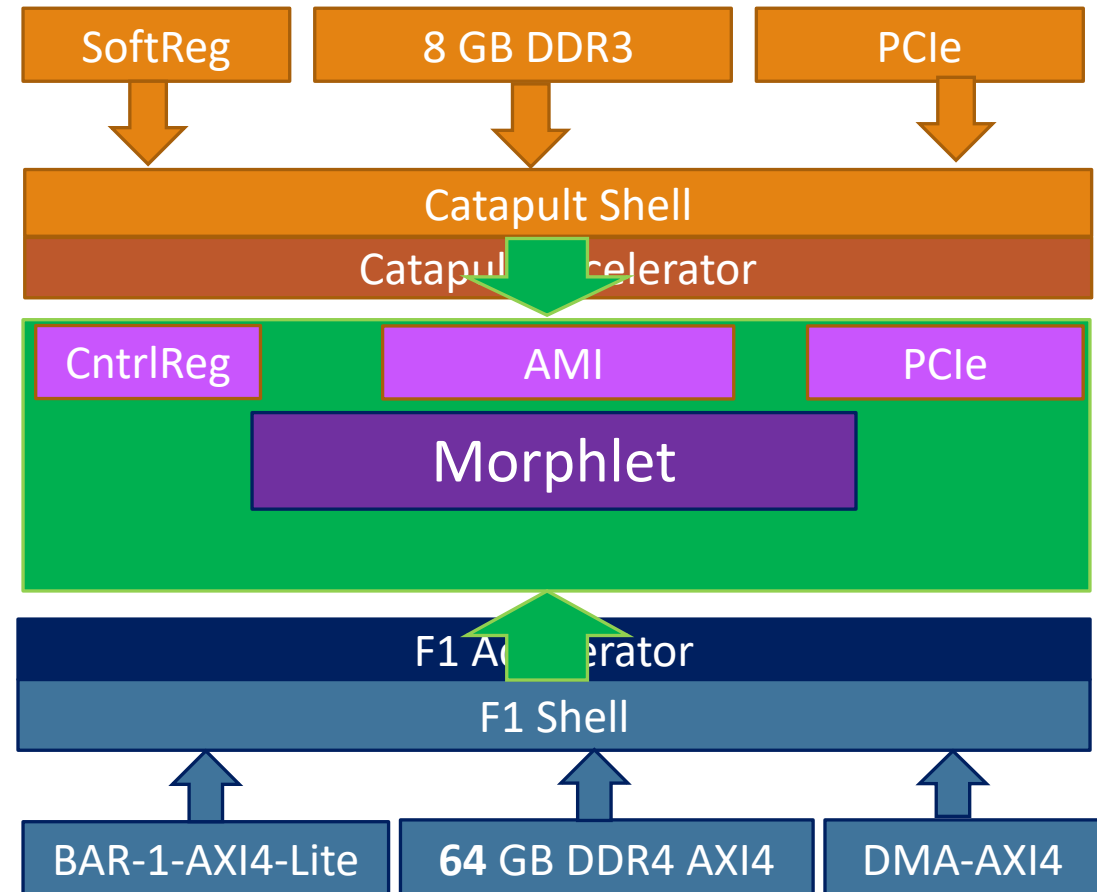 SoftReg
8 GB DDR3
PCIe
Catapult Shell
Catapul celerator
CntrlReg
AMI
PCIe
Morphlet
F1 A erator
F1 Shell
BAR-1-AXI4-Lite
64 GB DDR4 AXI4
DMA-AXI4